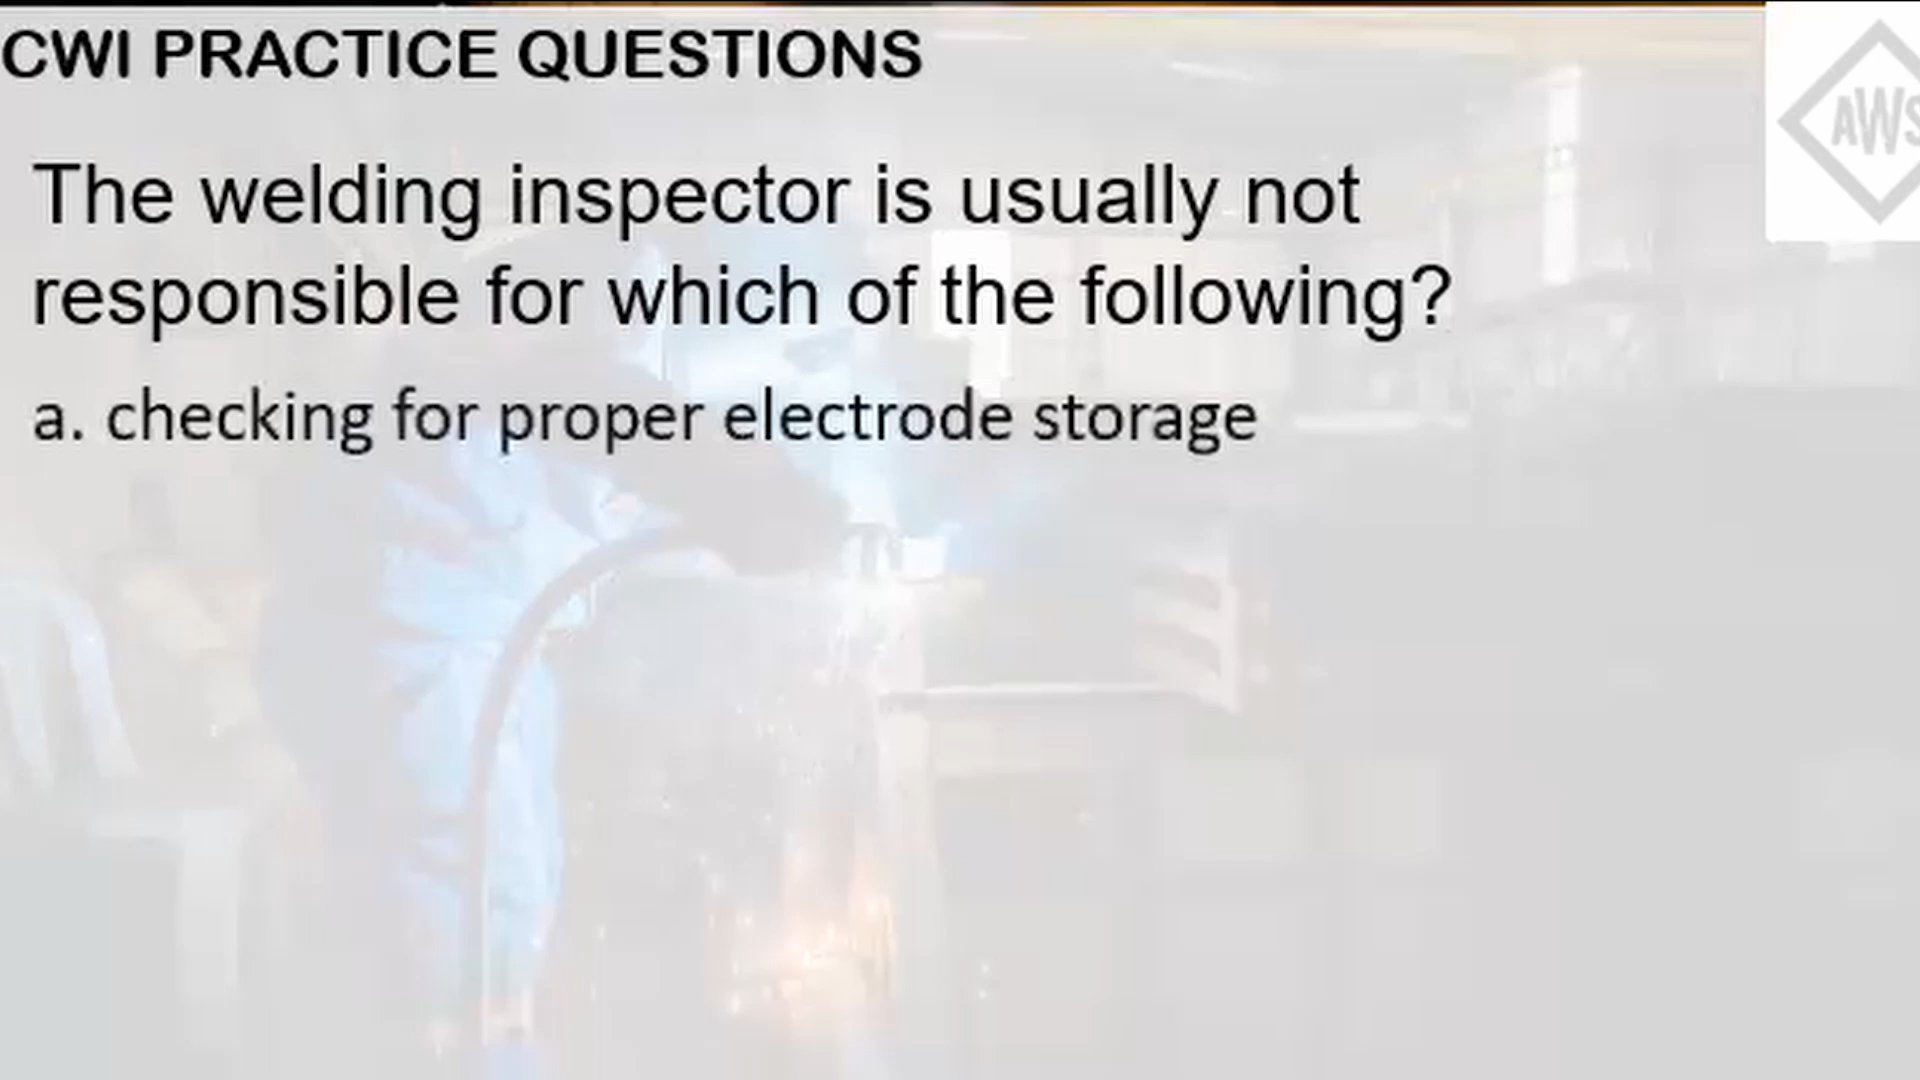 CWI PRACTICE QUESTIONS
AWS
The welding inspector is usually not
responsible for which of the following?
a. checking for proper electrode storage